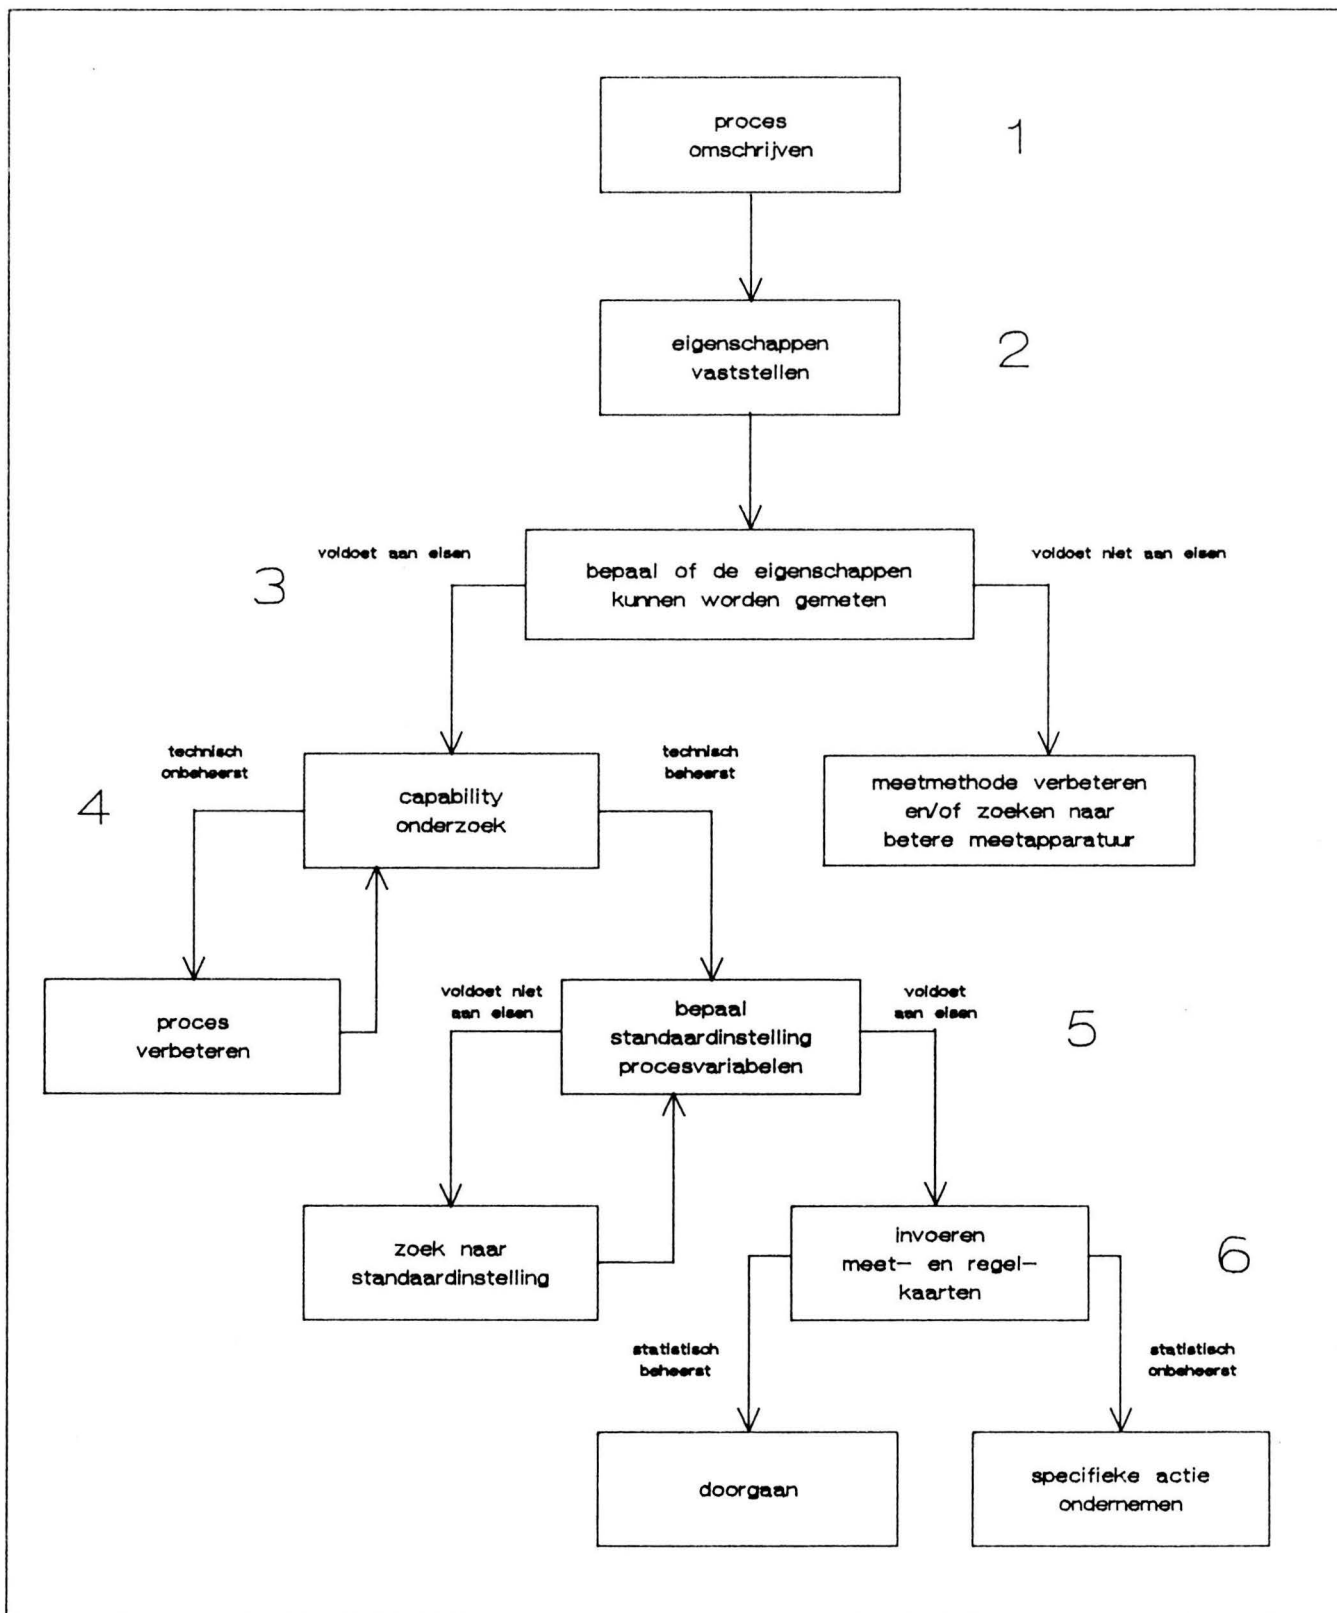 proces
omschrijven
1
eigenschappen
vaststellen
2
voldoet aan eisen
voldoet niet aan eisen
3
bepaal of de eigenschappen
kunnen worden gemeten
technisch
onbeheerst
technisch
beheerst
4
capability
onderzoek
meetmethode verbeteren
en/of zoeken naar
betere meetapparatuur
proces
verbeteren
voldoet niet
aan eisen
bepaal
standaardinstelling
procesvariabelen
voldoet
aan eisen
5
zoek naar
standaardinstelling
invoeren
meet- en regel-
kaarten
6
statistisch
beheerst
statistisch
onbeheerst
doorgaan
specifieke actie
ondernemen